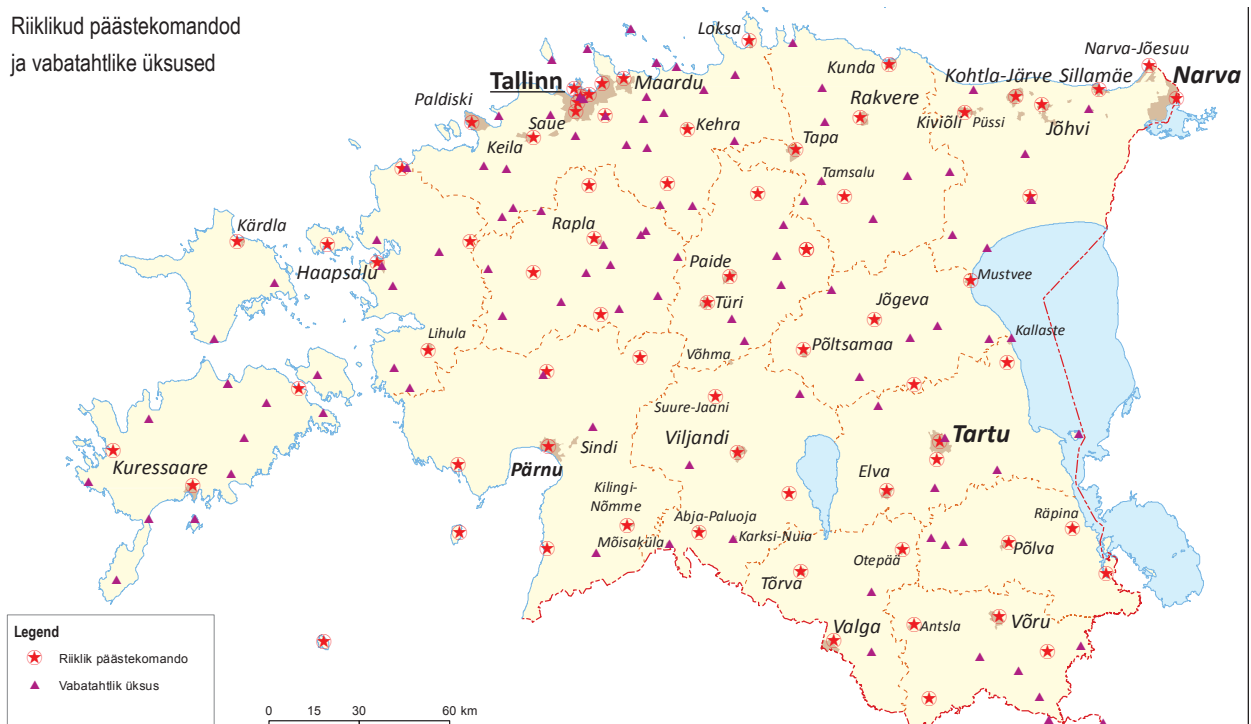 Riiklikud päästekomandod
ja vabatahtlike üksused
Loksa
Narva-Jõesuu
Tallinn
Maardu
Kunda
Kohtla-Järve
Sillamäe
Narva
Paldiski
Saue
Keila
Kehra
Rakvere
Tapa
Kiviõli
Püssi
Jõhvi
Tamsalu
Kärdla
Haapsalu
Rapla
Paide
Türi
Mustvee
Jõgeva
Lihula
Võhma
Põltsamaa
Kallaste
Suure-Jaani
Kuressaare
Pärnu
Sindi
Viljandi
Tartu
Elva
Kilingi-
Nõmme
Mõisaküla
Abja-Paluoja
Karksi-Nuia
Räpina
Põlva
Otepää
Tõrva
Valga
Antsla
Võru
Legend
Riiklik päästekomando
Vabatahtlik üksus
0 15 30 60 km